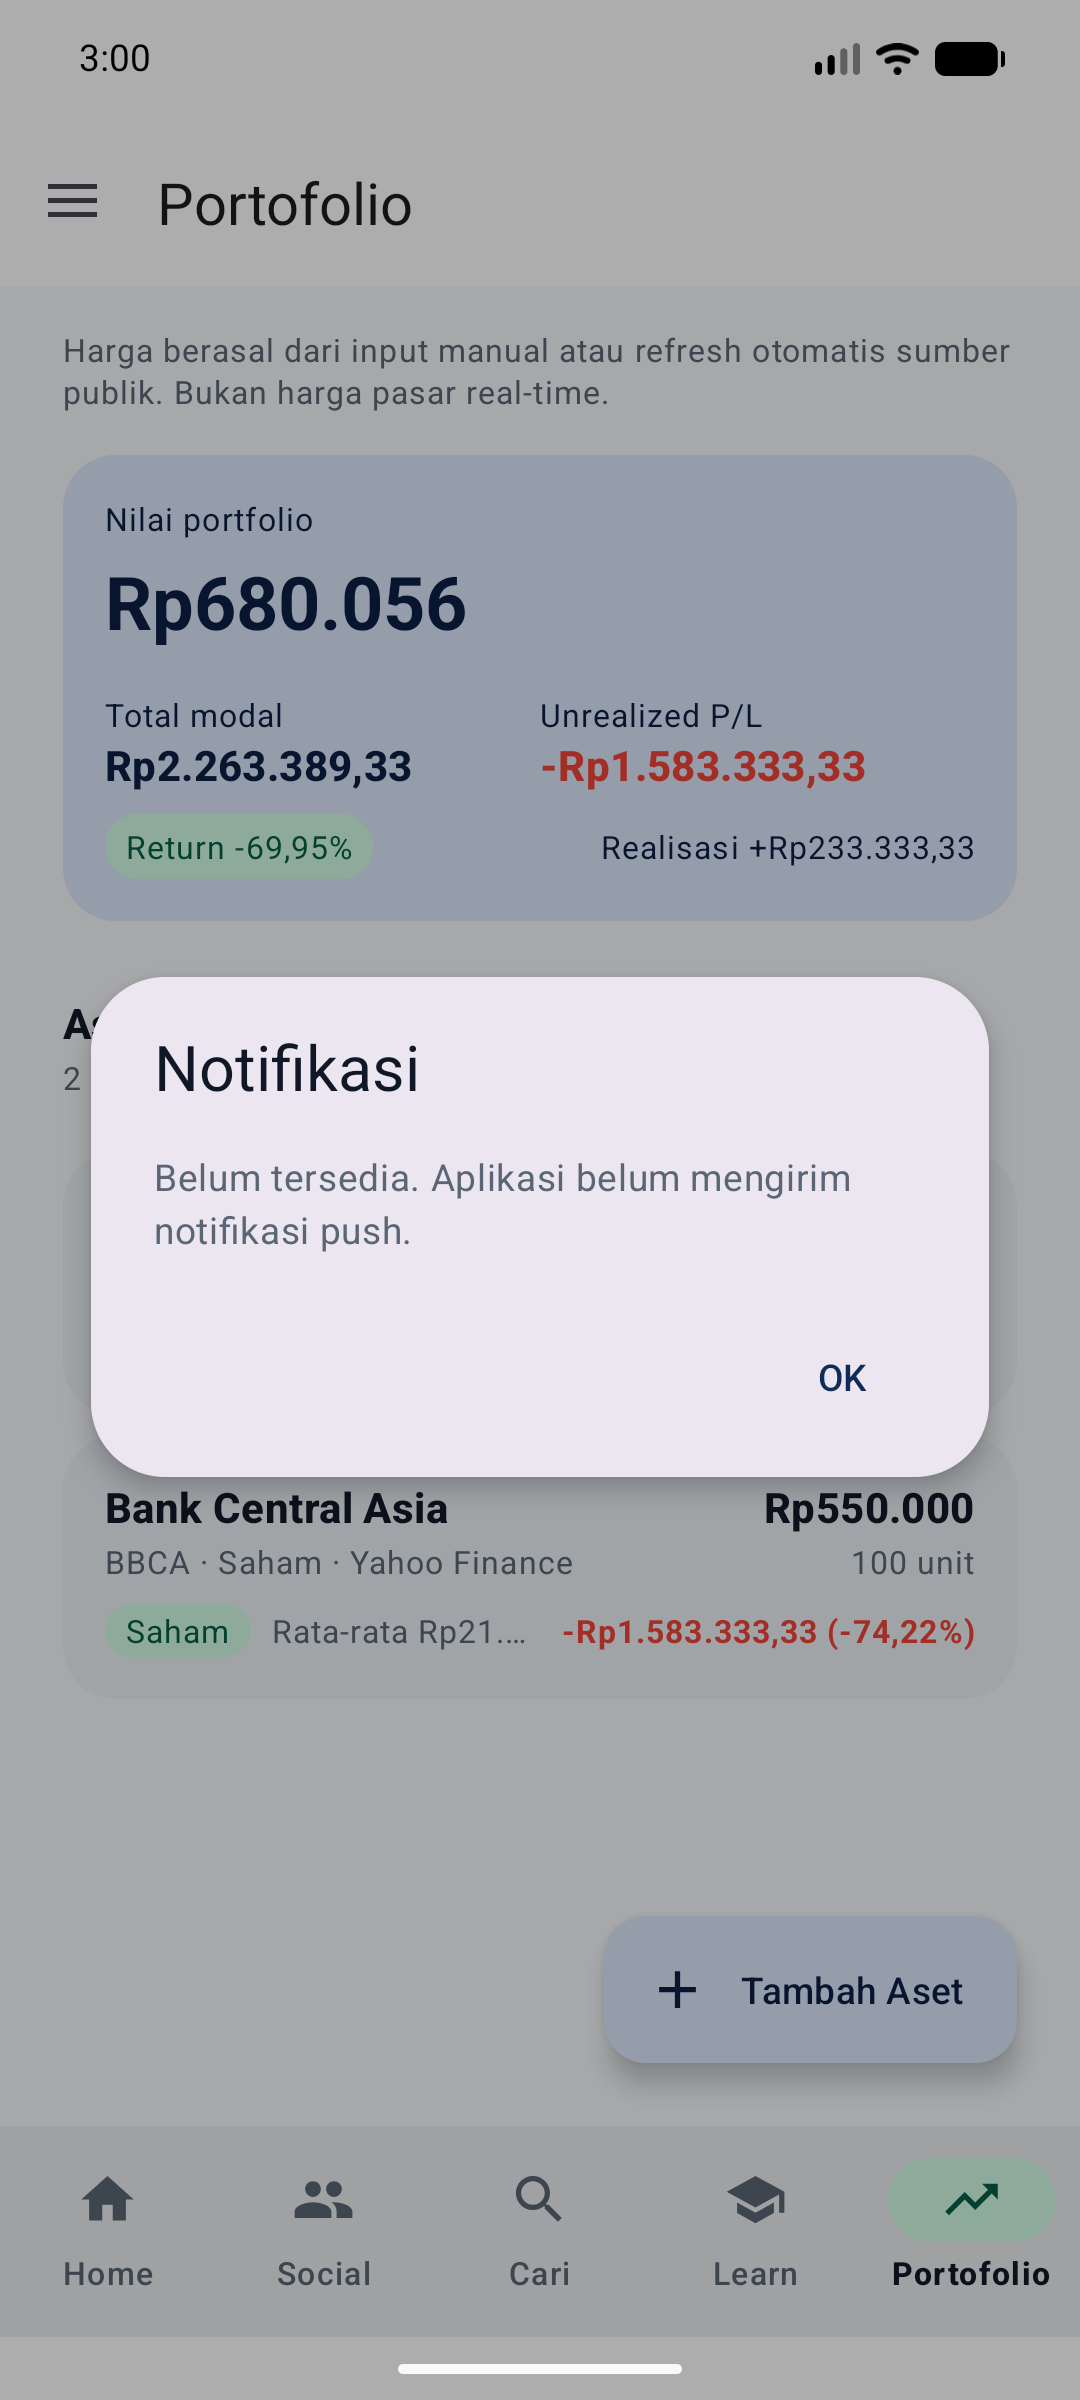 3:00
Portofolio
Harga berasal dari input manual atau refresh otomatis sumber
publik. Bukan harga pasar real-time.
Nilai portfolio
Rp680.056
Total modal
Unrealized P/L
Rp2.263.389,33
-Rp1.583.333,33
Return -69,95%
Realisasi +Rp233.333,33
2
Notifikasi
Belum tersedia. Aplikasi belum mengirim
notifikasi push.
OK
Bank Central Asia
Rp550.000
BBCA · Saham · Yahoo Finance
100 unit
Saham
Rata-rata Rp21....
-Rp1.583.333,33 (-74,22%)
Tambah Aset
Home
Social
Cari
Learn
Portofolio